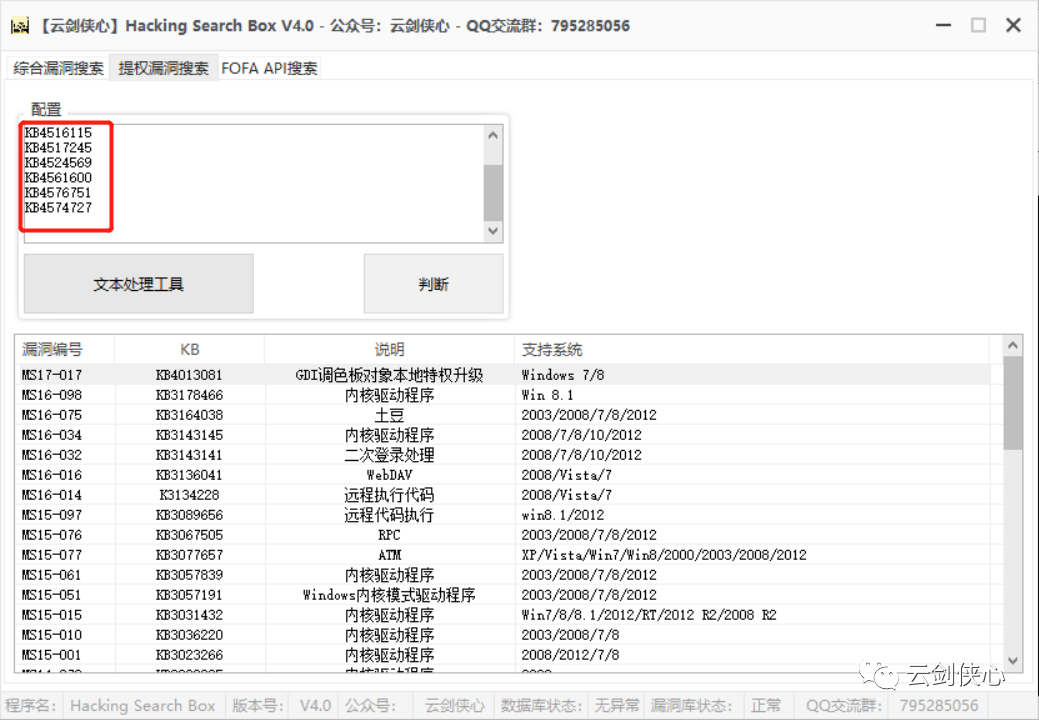 【云剑侠心】Hacking Search Box V4.0 - 公众号：云剑侠心 - QQ交流群：795285056
综合漏洞搜索 提权漏洞搜索 FOFA API搜索
配置
KB4516115
KB4517245
KB4524569
KB4561600
KB4576751
KB4574727
文本处理工具 判断
漏洞编号 KB 说明 支持系统
MS17-017 KB4013081 GDI调色板对象本地特权升级 Windows 7/8
MS16-098 KB3178466 内核驱动程序 Win 8.1
MS16-075 KB3164038 土豆 2003/2008/7/8/2012
MS16-034 KB3143145 内核驱动程序 2008/7/8/10/2012
MS16-032 KB3143141 二次登录处理 2008/7/8/10/2012
MS16-016 KB3136041 WebDAV 2008/Vista/7
MS16-014 K3134228 远程执行代码 2008/Vista/7
MS15-097 KB3089656 远程代码执行 win8.1/2012
MS15-076 KB3067505 RPC 2003/2008/7/8/2012
MS15-077 KB3077657 ATM XP/Vista/Win7/Win8/2000/2003/2008/2012
MS15-061 KB3057839 内核驱动程序 2003/2008/7/8/2012
MS15-051 KB3057191 Windows内核模式驱动程序 2003/2008/7/8/2012
MS15-015 KB3031432 内核驱动程序 Win7/8/8.1/2012/RT/2012 R2/2008 R2
MS15-010 KB3036220 内核驱动程序 2003/2008/7/8
MS15-001 KB3023266 内核驱动程序 2008/2012/7/8
云剑侠心
程序名： Hacking Search Box 版本号： V4.0 公众号： 云剑侠心 数据库状态： 无异常 漏洞库状态： 正常 QQ交流群： 795285056